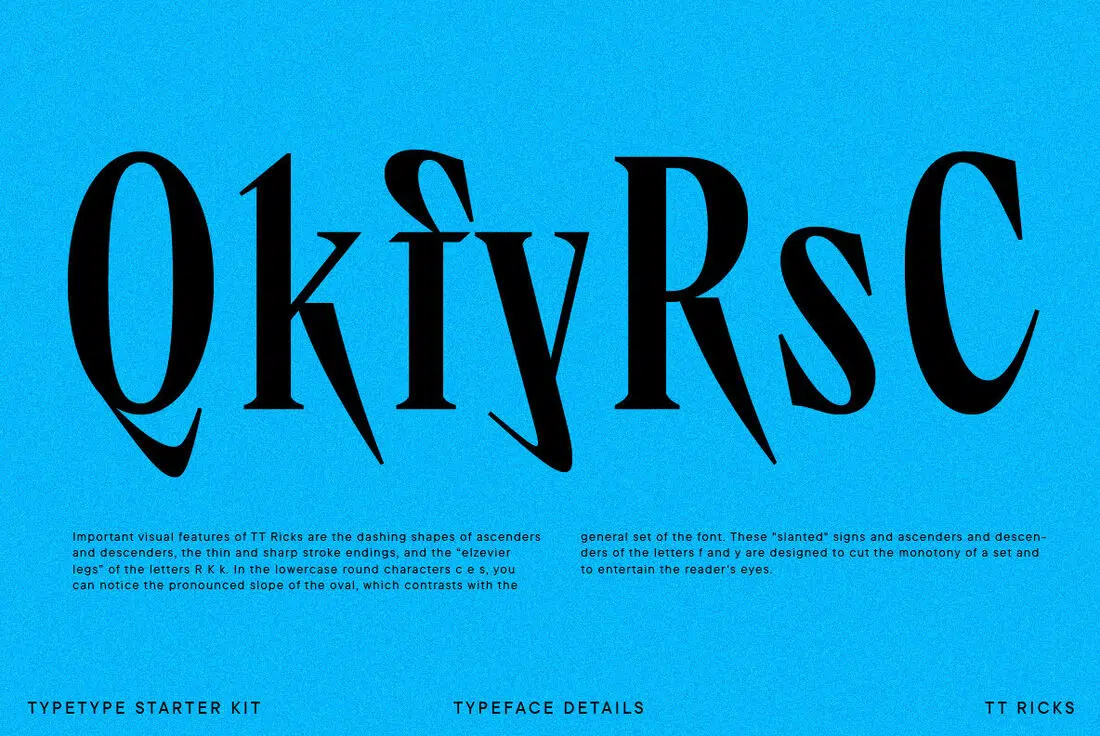 QkfyRsC
Important visual features of TT Ricks are the dashing shapes of ascenders
and descenders, the thin and sharp stroke endings, and the “elzevier
legs” of the letters R K k. In the lowercase round characters c e s, you
can notice the pronounced slope of the oval, which contrasts with the
general set of the font. These "slanted" signs and ascenders and descen-
ders of the letters f and y are designed to cut the monotony of a set and
to entertain the reader's eyes.
TYPETYPE STARTER KIT
TYPEFACE DETAILS
TT RICKS